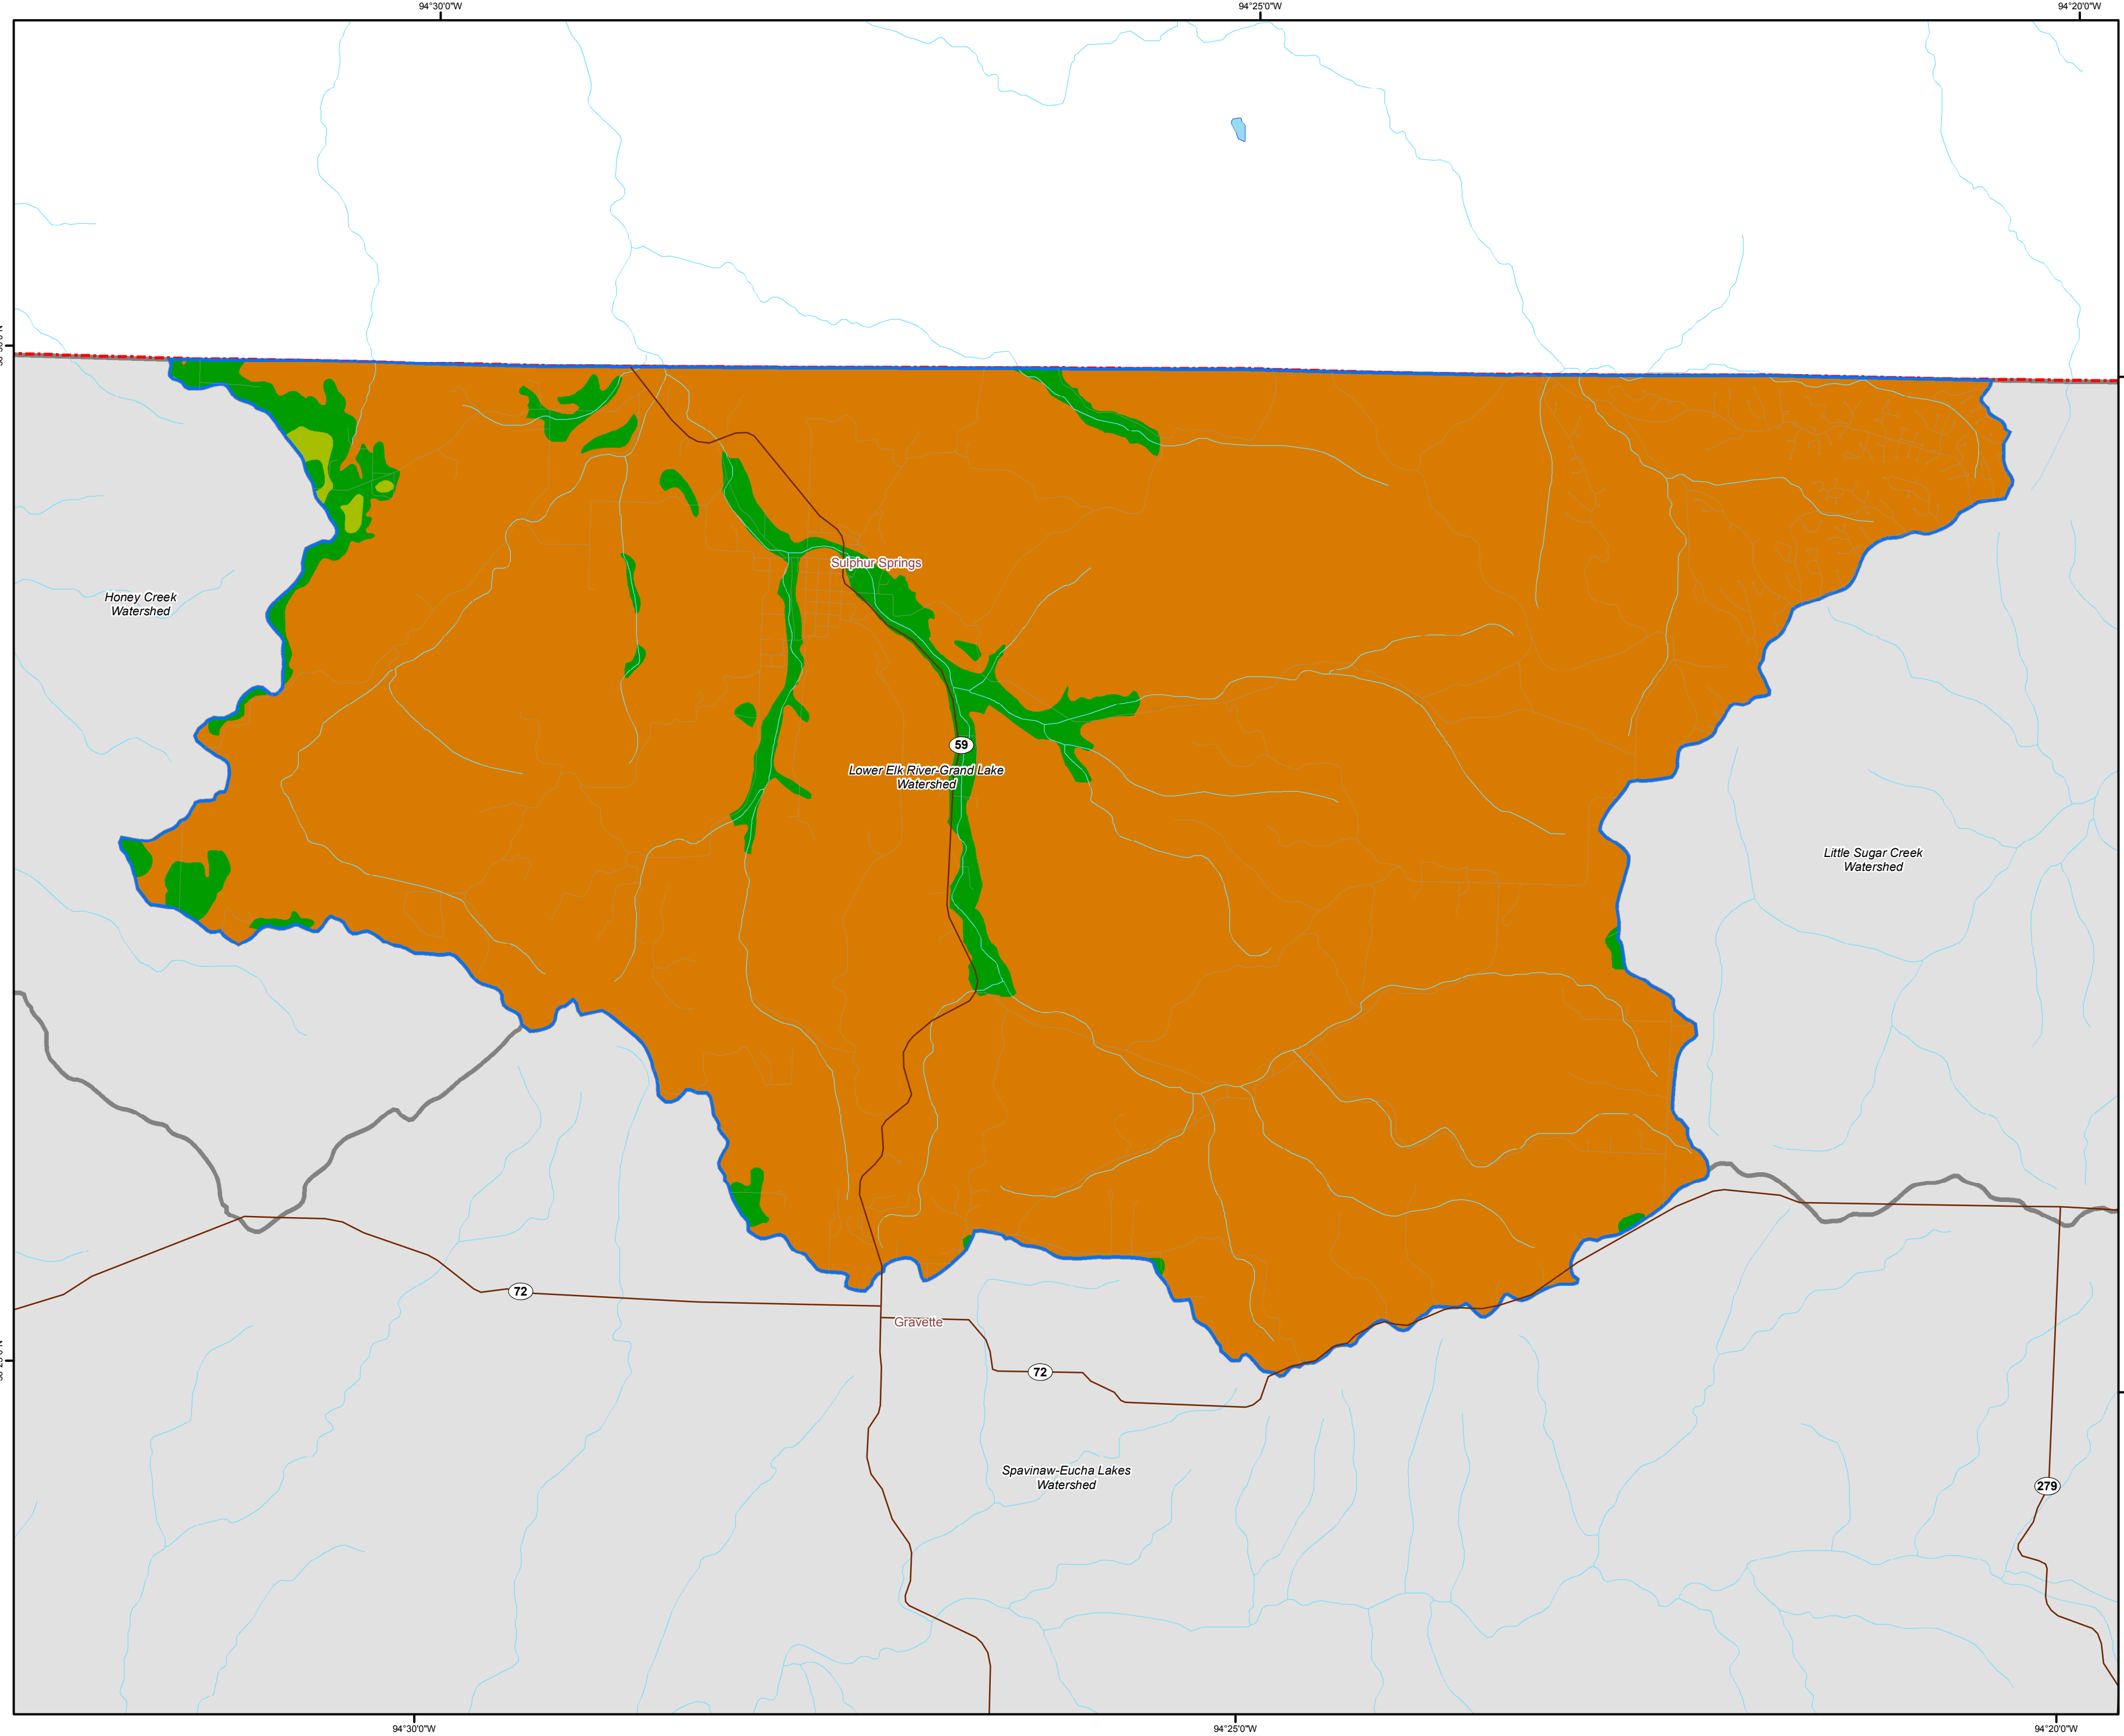 94°30'0"W
94°25'0"W
94°20'0"W
Sulphur Springs
Honey Creek
Watershed
59
Lower Elk River-Grand Lake
Watershed
Little Sugar Creek
Watershed
72
Gravette
72
Spavinaw-Eucha Lakes
Watershed
279
94°30'0"W
94°25'0"W
94°20'0"W